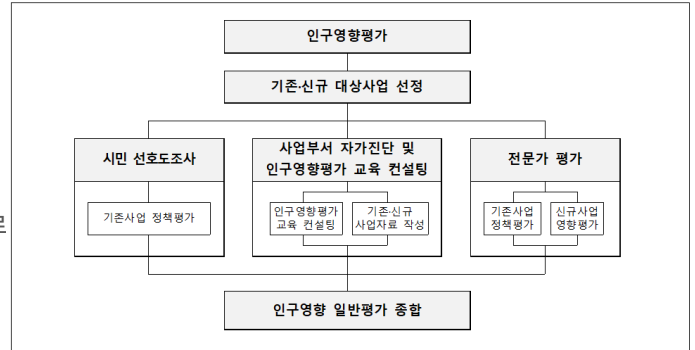 인구영향평가
기존·신규 대상사업 선정
시민 선호도조사
기존사업 정책평가
사업부서 자가진단 및
인구영향평가 교육 컨설팅
인구영향평가
교육 컨설팅
기존·신규
사업자료 작성
전문가 평가
기존사업
정책평가
신규사업
영향평가
인구영향 일반평가 종합